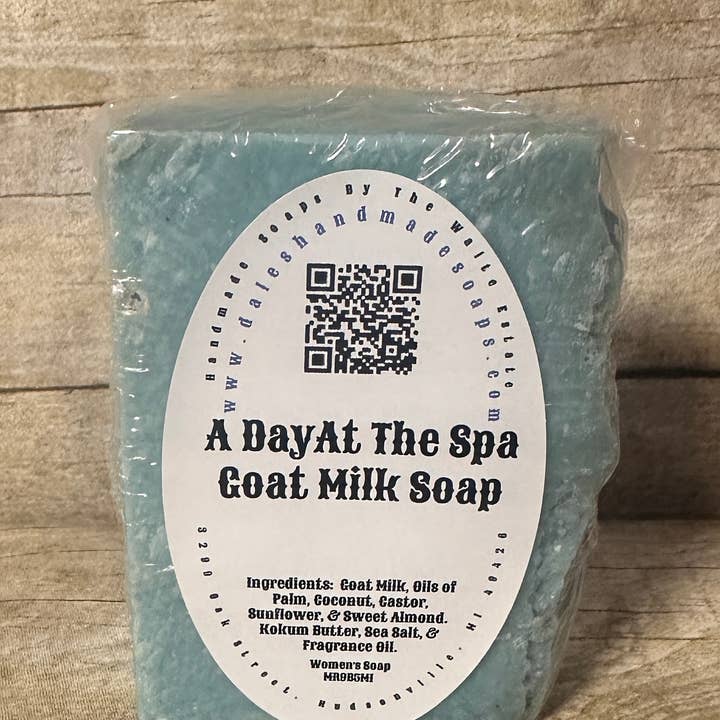 Handmade Soaps By The Waite Estate
www.daleshandmadesoaps.com
A DayAt The Spa
Goat Milk Soap
Ingredients: Goat Milk, Oils of
Palm, Coconut, Castor,
Sunflower, & Sweet Almond.
Kokum Butter, Sea Salt, &
Fragrance Oil.
Women's Soap
MR9B5MI
Oak Street, Hudsonville, MI 49426